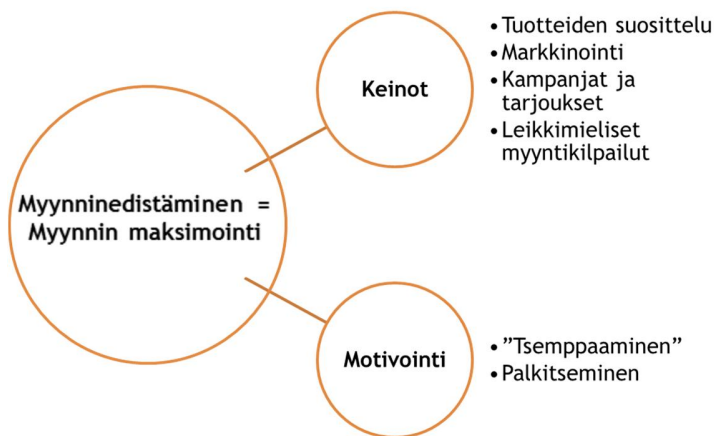 Myynninedistäminen =
Myynnin maksimointi
Keinot
• Tuotteiden suosittelu
• Markkinointi
• Kampanjat ja
tarjoukset
• Leikkimieliset
myyntikilpailut
Motivointi
• ”Tsemppaaminen”
• Palkitseminen